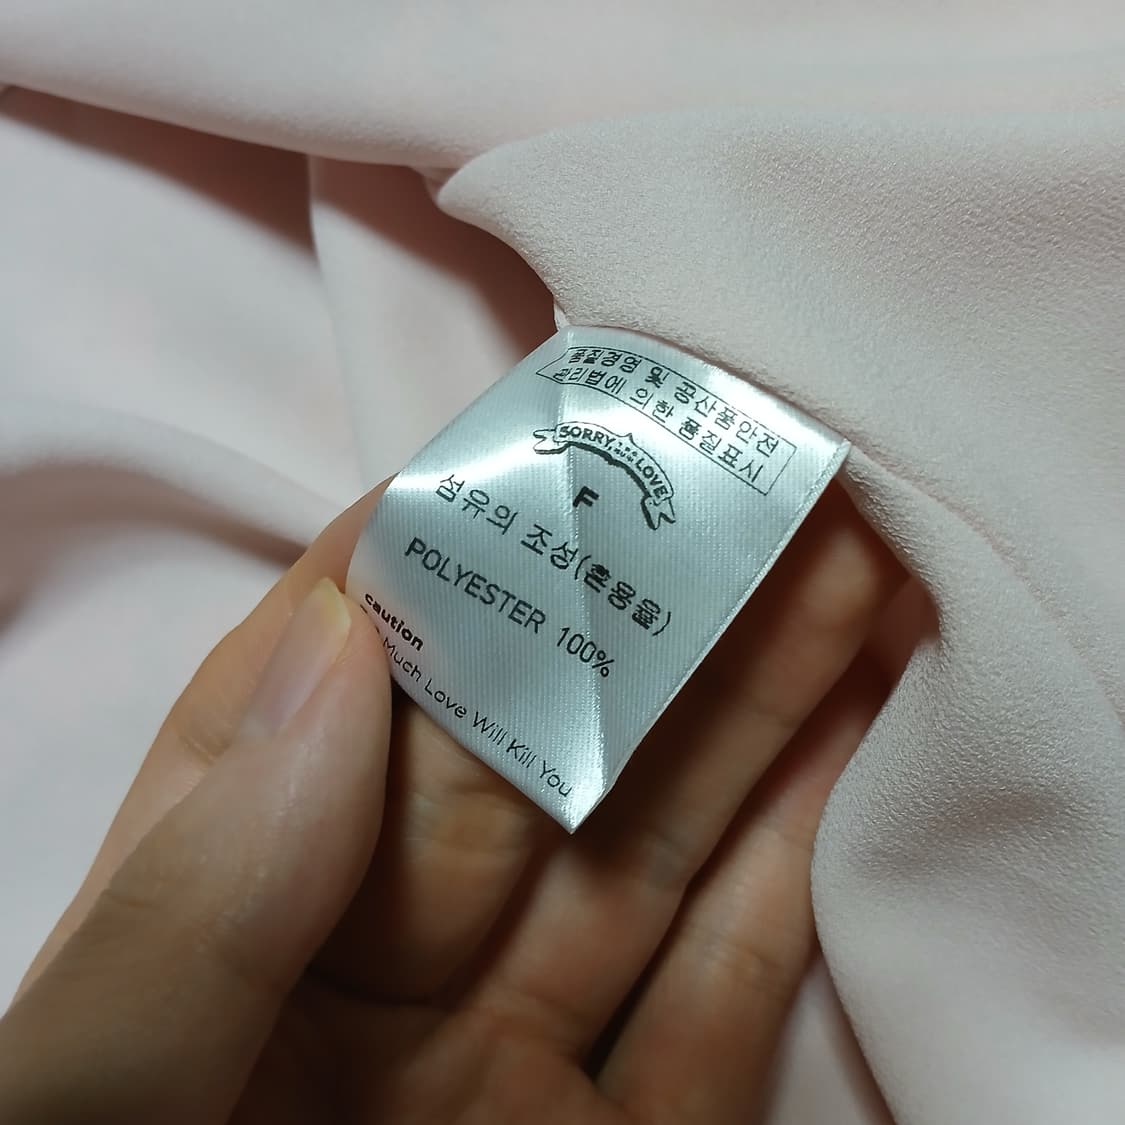 품질경영 및 공산품안전
관리법에 의한 품질표시
SORRY, LOVE
F
섬유의 조성(혼용율)
POLYESTER 100%
caution
Much Love Will Kill You